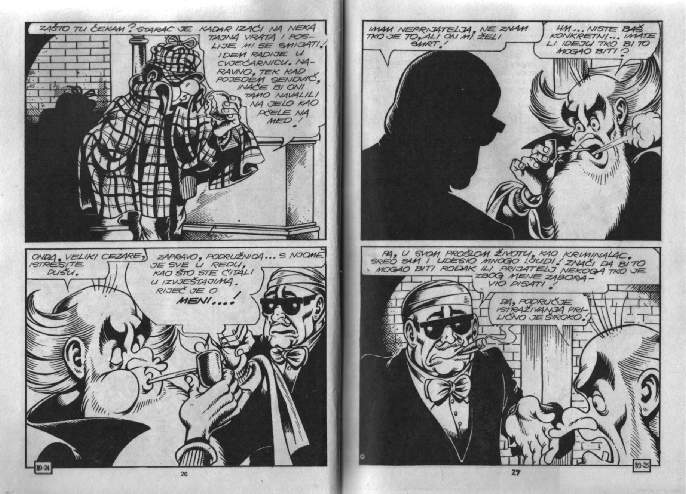 ZAŠTO TU ČEKAM? STARAC JE KADAR IZAĆI NA NEKA
TAJNA VRATA I POS-
LIJE MI SE SMIJATI!
IDEM RADIJE U
CVJEĆARNICU. NA-
RAVNO, TEK KAD
POJEDEM SENDVIČ,
INAČE BI ONI
TAMO NAVALILI
NA JELO KAO
PČELE NA
MED!
ONDA, VELIKI CEZARE,
ISTRESITE
DUŠU.
ZAPRAVO, PODRUŽNICA... S NJOME
JE SVE U REDU,
KAO ŠTO STE ČITALI
U IZVJEŠTAJIMA.
RIJEČ JE O
MENI...!
26
IMAM NEPRIJATELJA, NE ZNAM
TKO JE TO, ALI ON MI ŽELI
SMRT!
HM... NISTE BAŠ
KONKRETNI... IMATE
LI IDEJU TKO BI TO
MOGAO BITI?
PA, U SVOM PROŠLOM ŽIVOTU, KAO KRIMINALAC,
SREO SAM I UDESIO MNOGO LJUDI! ZNAČI DA BI TO
MOGAO BITI ROĐAK ILI PRIJATELJ NEKOGA TKO JE
ZBOG MENE ZABORA-
VIO DISATI!
DA, PODRUČJE
ISTRAŽIVANJA PRI-
LIČNO JE ŠIROKO!
27